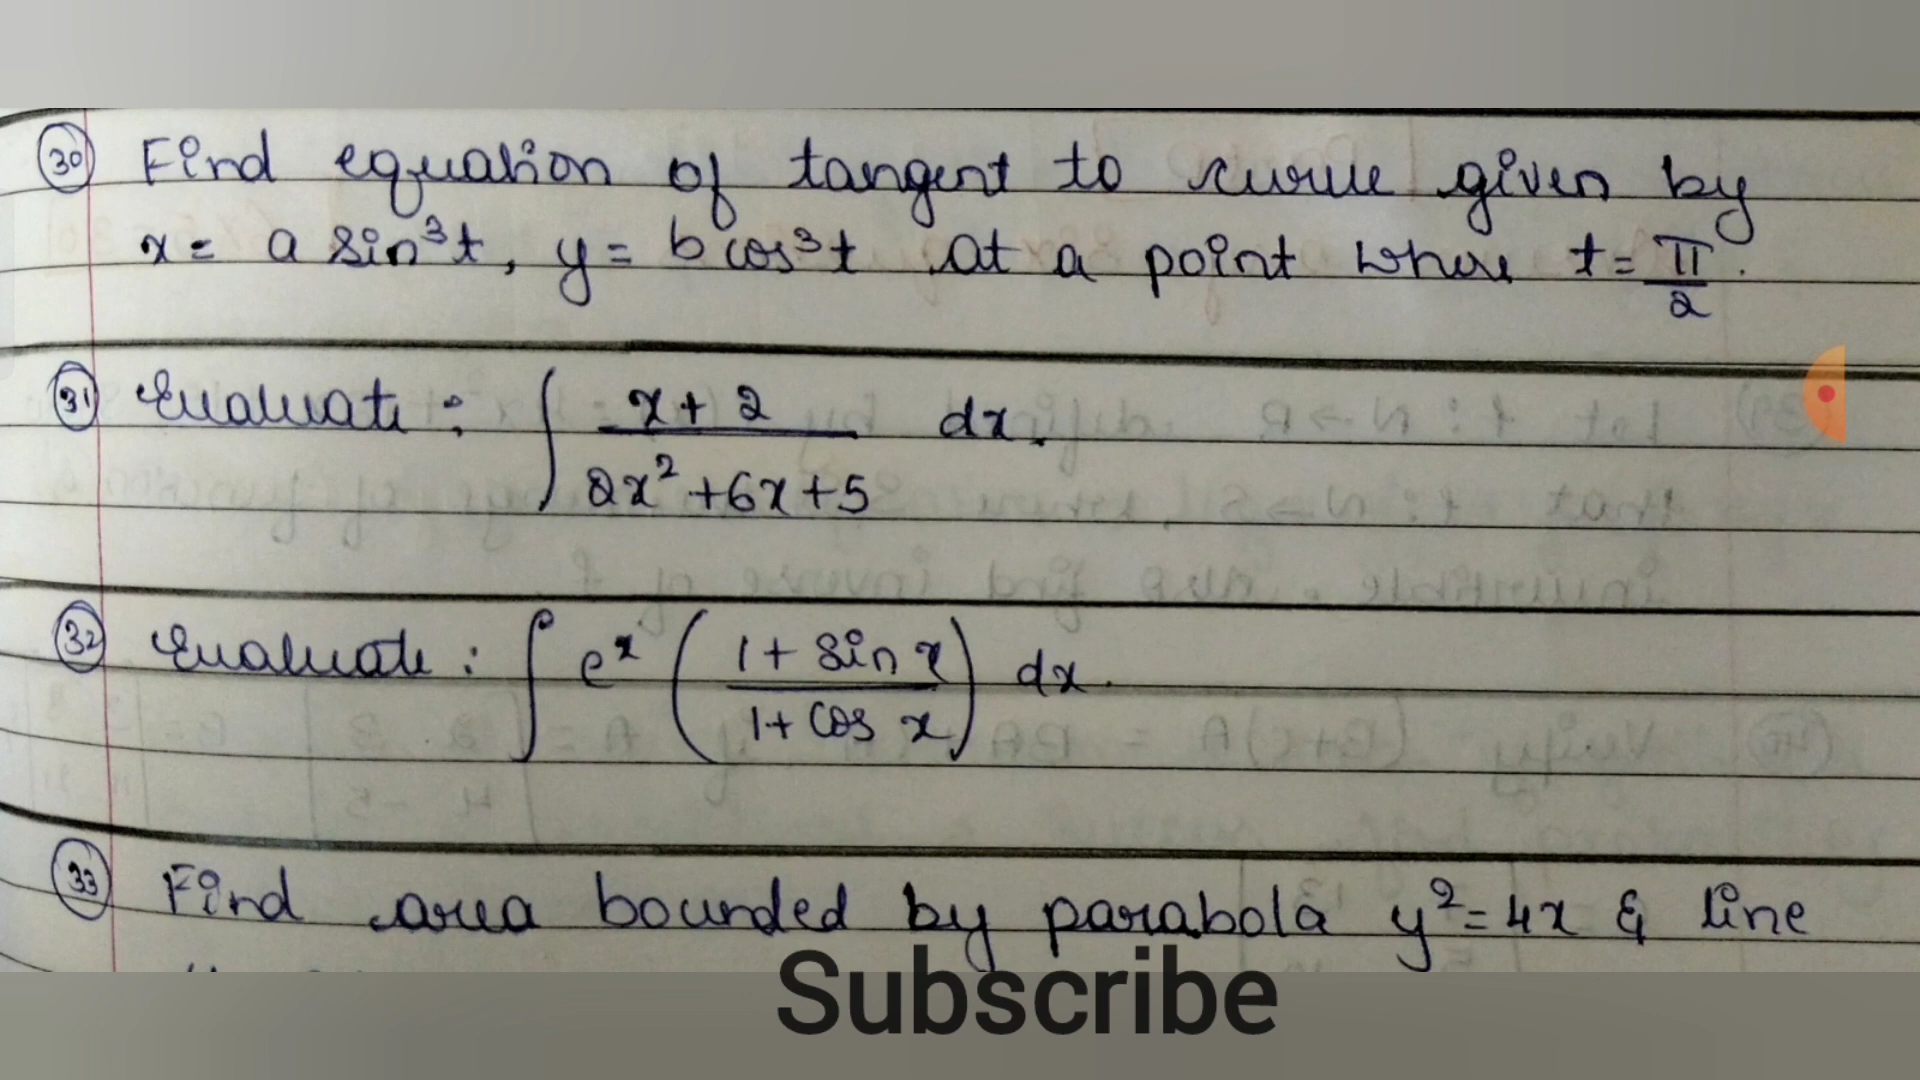 30 Find equation of tangent to curve given by
x = a sin³t, y = b cos³t at a point where t = π/2.
31 Evaluate : ∫ (x + 2)/(2x² + 6x + 5) dx.
32 Evaluate : ∫ eˣ ((1 + sin x)/(1 + cos x)) dx.
33 Find area bounded by parabola y² = 4x & line
Subscribe